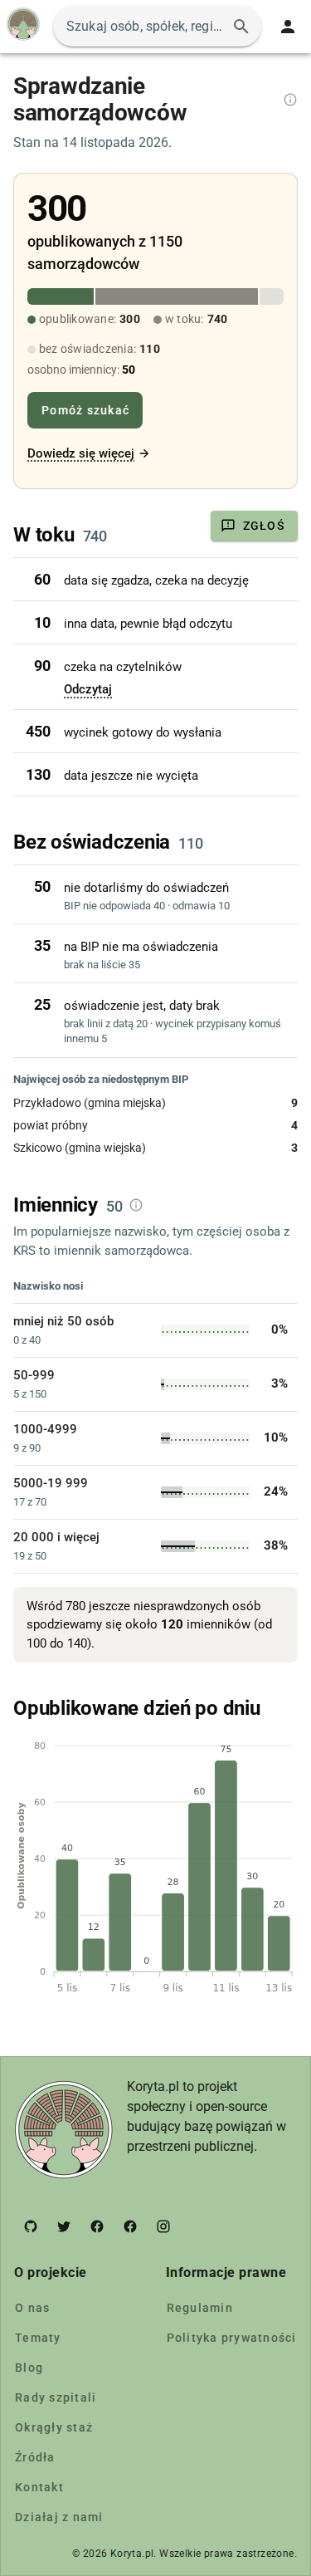 Szukaj osób, spółek, regi...
Sprawdzanie
samorządowców
Stan na 14 listopada 2026.
300
opublikowanych z 1150
samorządowców
opublikowane: 300 w toku: 740
bez oświadczenia: 110
osobno imiennicy: 50
Pomóż szukać
Dowiedz się więcej →
W toku 740
ZGŁOŚ
60 data się zgadza, czeka na decyzję
10 inna data, pewnie błąd odczytu
90 czeka na czytelników
Odczytaj
450 wycinek gotowy do wysłania
130 data jeszcze nie wycięta
Bez oświadczenia 110
50 nie dotarliśmy do oświadczeń
BIP nie odpowiada 40 · odmawia 10
35 na BIP nie ma oświadczenia
brak na liście 35
25 oświadczenie jest, daty brak
brak linii z datą 20 · wycinek przypisany komuś
innemu 5
Najwięcej osób za niedostępnym BIP
Przykładowo (gmina miejska) 9
powiat próbny 4
Szkicowo (gmina wiejska) 3
Imiennicy 50
Im popularniejsze nazwisko, tym częściej osoba z
KRS to imiennik samorządowca.
Nazwisko nosi
mniej niż 50 osób
0 z 40
0%
50-999
5 z 150
3%
1000-4999
9 z 90
10%
5000-19 999
17 z 70
24%
20 000 i więcej
19 z 50
38%
Wśród 780 jeszcze niesprawdzonych osób
spodziewamy się około 120 imienników (od
100 do 140).
Opublikowane dzień po dniu
Opublikowane osoby
80
60
40
20
0
40
12
35
0
28
60
75
30
20
5 lis 7 lis 9 lis 11 lis 13 lis
Koryta.pl to projekt
społeczny i open-source
budujący bazę powiązań w
przestrzeni publicznej.
O projekcie
O nas
Tematy
Blog
Rady szpitali
Okrągły staż
Źródła
Kontakt
Działaj z nami
Informacje prawne
Regulamin
Polityka prywatności
© 2026 Koryta.pl. Wszelkie prawa zastrzeżone.